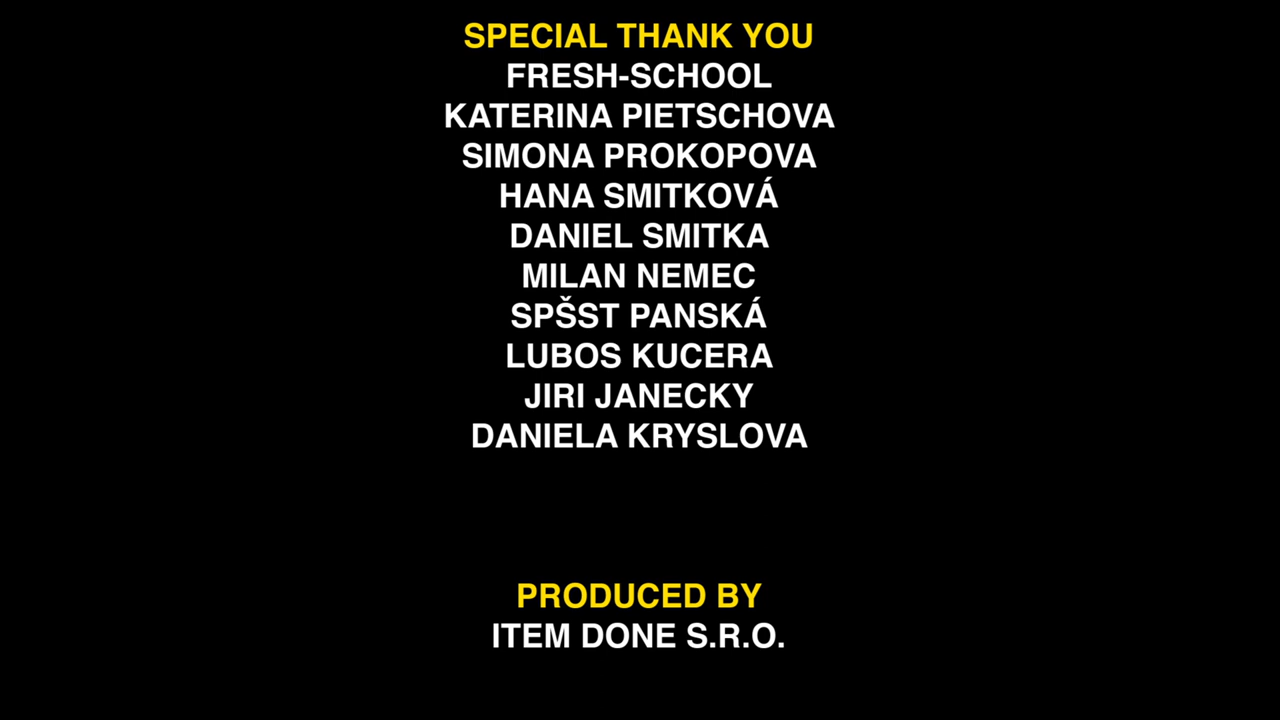 SPECIAL THANK YOU
FRESH-SCHOOL
KATERINA PIETSCHOVA
SIMONA PROKOPOVA
HANA SMITKOVÁ
DANIEL SMITKA
MILAN NEMEC
SPŠST PANSKÁ
LUBOS KUCERA
JIRI JANECKY
DANIELA KRYSLOVA
PRODUCED BY
ITEM DONE S.R.O.